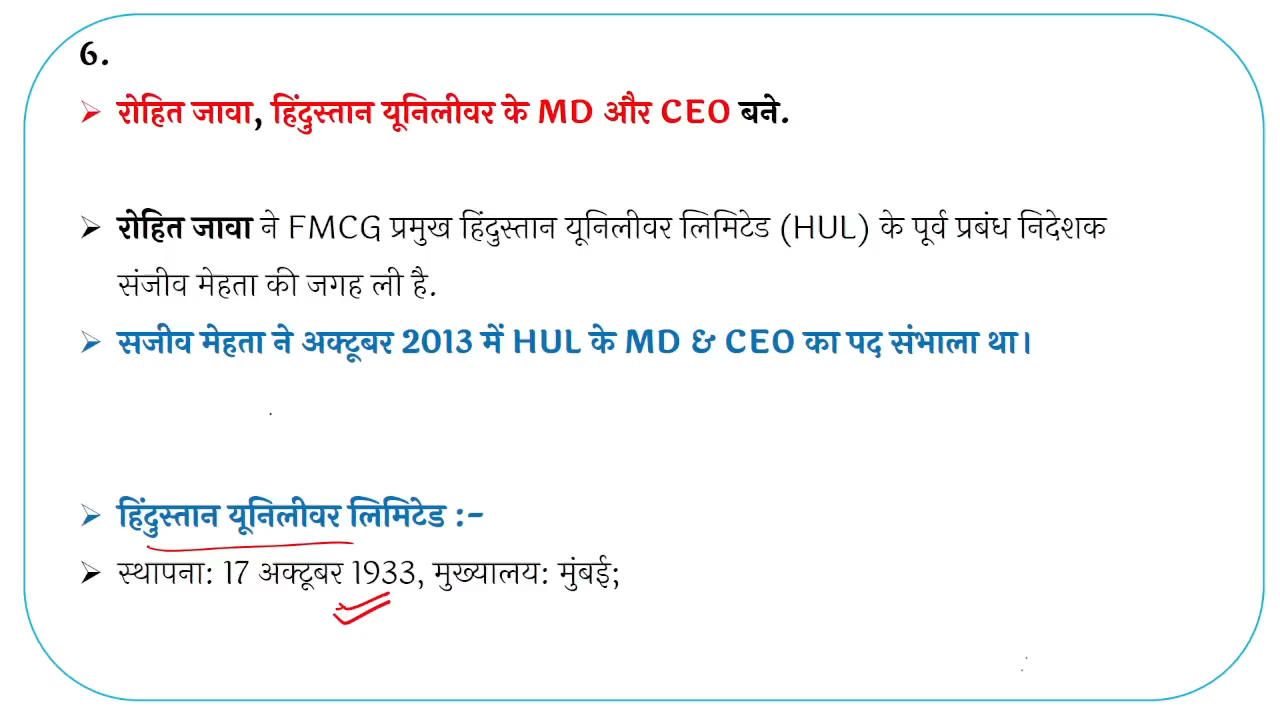 6.
➢ रोहित जावा, हिंदुस्तान यूनिलीवर के MD और CEO बने.
➢ रोहित जावा ने FMCG प्रमुख हिंदुस्तान यूनिलीवर लिमिटेड (HUL) के पूर्व प्रबंध निदेशक
संजीव मेहता की जगह ली है.
➢ सजीव मेहता ने अक्टूबर 2013 में HUL के MD & CEO का पद संभाला था।
➢ हिंदुस्तान यूनिलीवर लिमिटेड :-
➢ स्थापना: 17 अक्टूबर 1933, मुख्यालय: मुंबई;